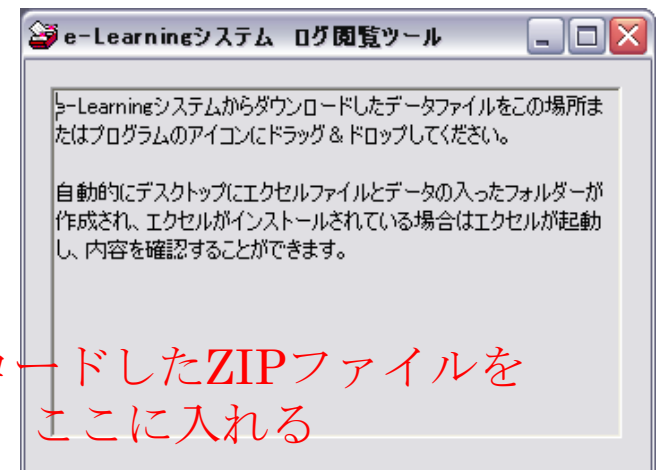 e-Learningシステム ログ閲覧ツール
e-Learningシステムからダウンロードしたデータファイルをこの場所ま
たはプログラムのアイコンにドラッグ＆ドロップしてください。
自動的にデスクトップにエクセルファイルとデータの入ったフォルダーが
作成され、エクセルがインストールされている場合はエクセルが起動
し、内容を確認することができます。
ードしたZIPファイルを
ここに入れる